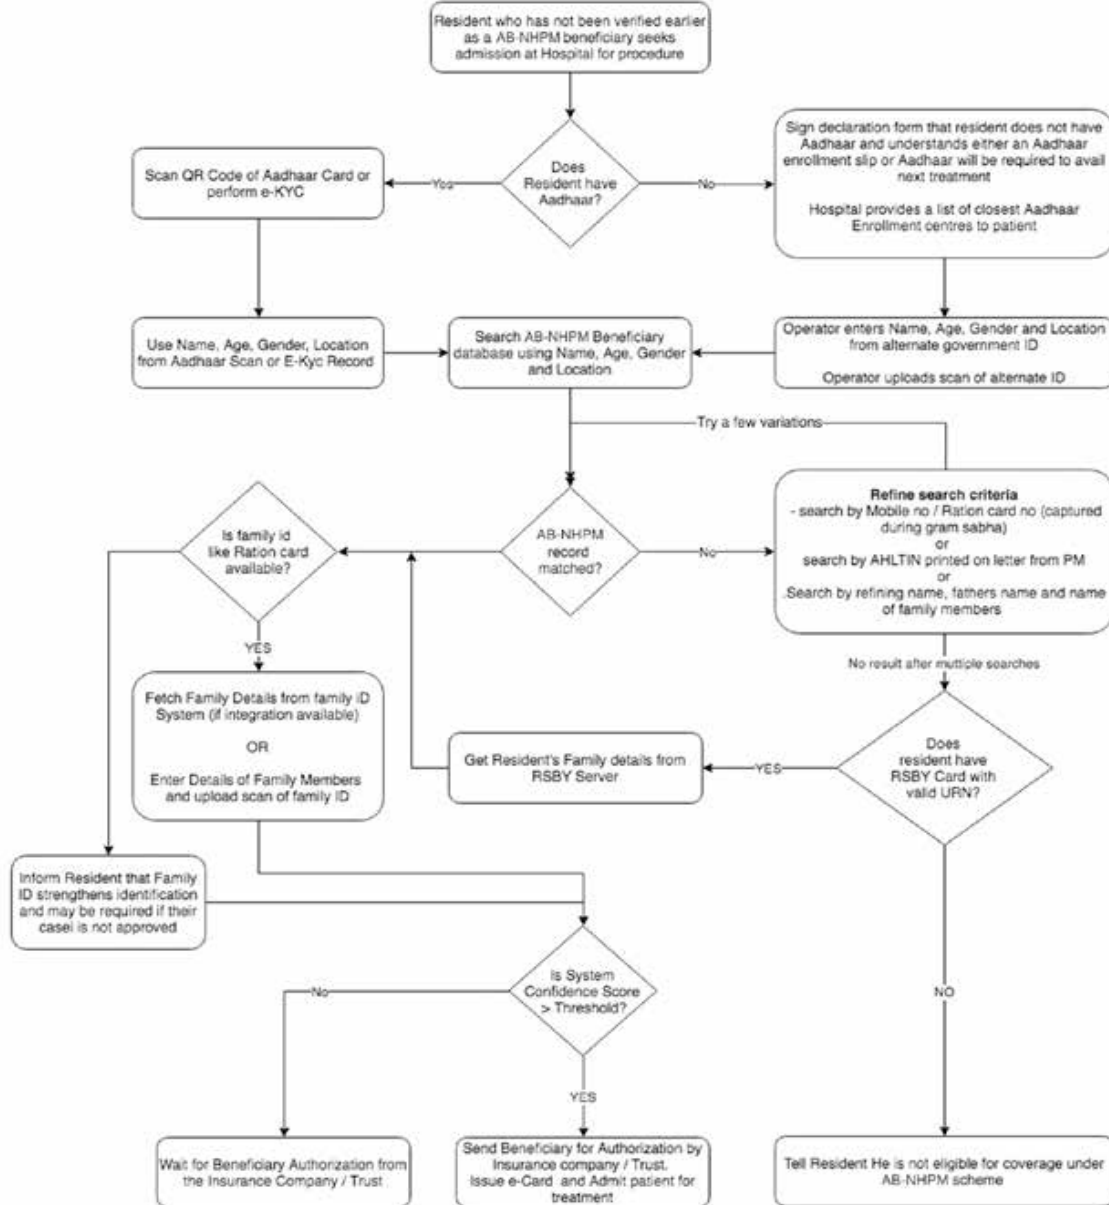 Resident who has not been verified earlier
as a AB-NHPM beneficiary seeks
admission at Hospital for procedure
Does
Resident have
Aadhaar?
Yes
No
Scan QR Code of Aadhaar Card or
perform e-KYC
Sign declaration form that resident does not have
Aadhaar and understands either an Aadhaar
enrollment slip or Aadhaar will be required to avail
next treatment
Hospital provides a list of closest Aadhaar
Enrollment centres to patient
Use Name, Age, Gender, Location
from Aadhaar Scan or E-Kyc Record
Search AB-NHPM Beneficiary
database using Name, Age, Gender
and Location
Operator enters Name, Age, Gender and Location
from alternate government ID
Operator uploads scan of alternate ID
Try a few variations
Is family id
like Ration card
available?
AB-NHPM
record
matched?
No
Refine search criteria
- search by Mobile no / Ration card no (captured
during gram sabha)
or
search by AHLTIN printed on letter from PM
or
.Search by refining name, fathers name and name
of family members
YES
No result after multiple searches
Fetch Family Details from family ID
System (if integration available)
OR
Enter Details of Family Members
and upload scan of family ID
Get Resident's Family details from
RSBY Server
YES
Does
resident have
RSBY Card with
valid URN?
Inform Resident that Family
ID strengthens identification
and may be required if their
casei is not approved
Is System
Confidence Score
> Threshold?
No
NO
YES
Wait for Beneficiary Authorization from
the Insurance Company / Trust
Send Beneficiary for Authorization by
Insurance company / Trust.
Issue e-Card and Admit patient for
treatment
Tell Resident He is not eligible for coverage under
AB-NHPM scheme